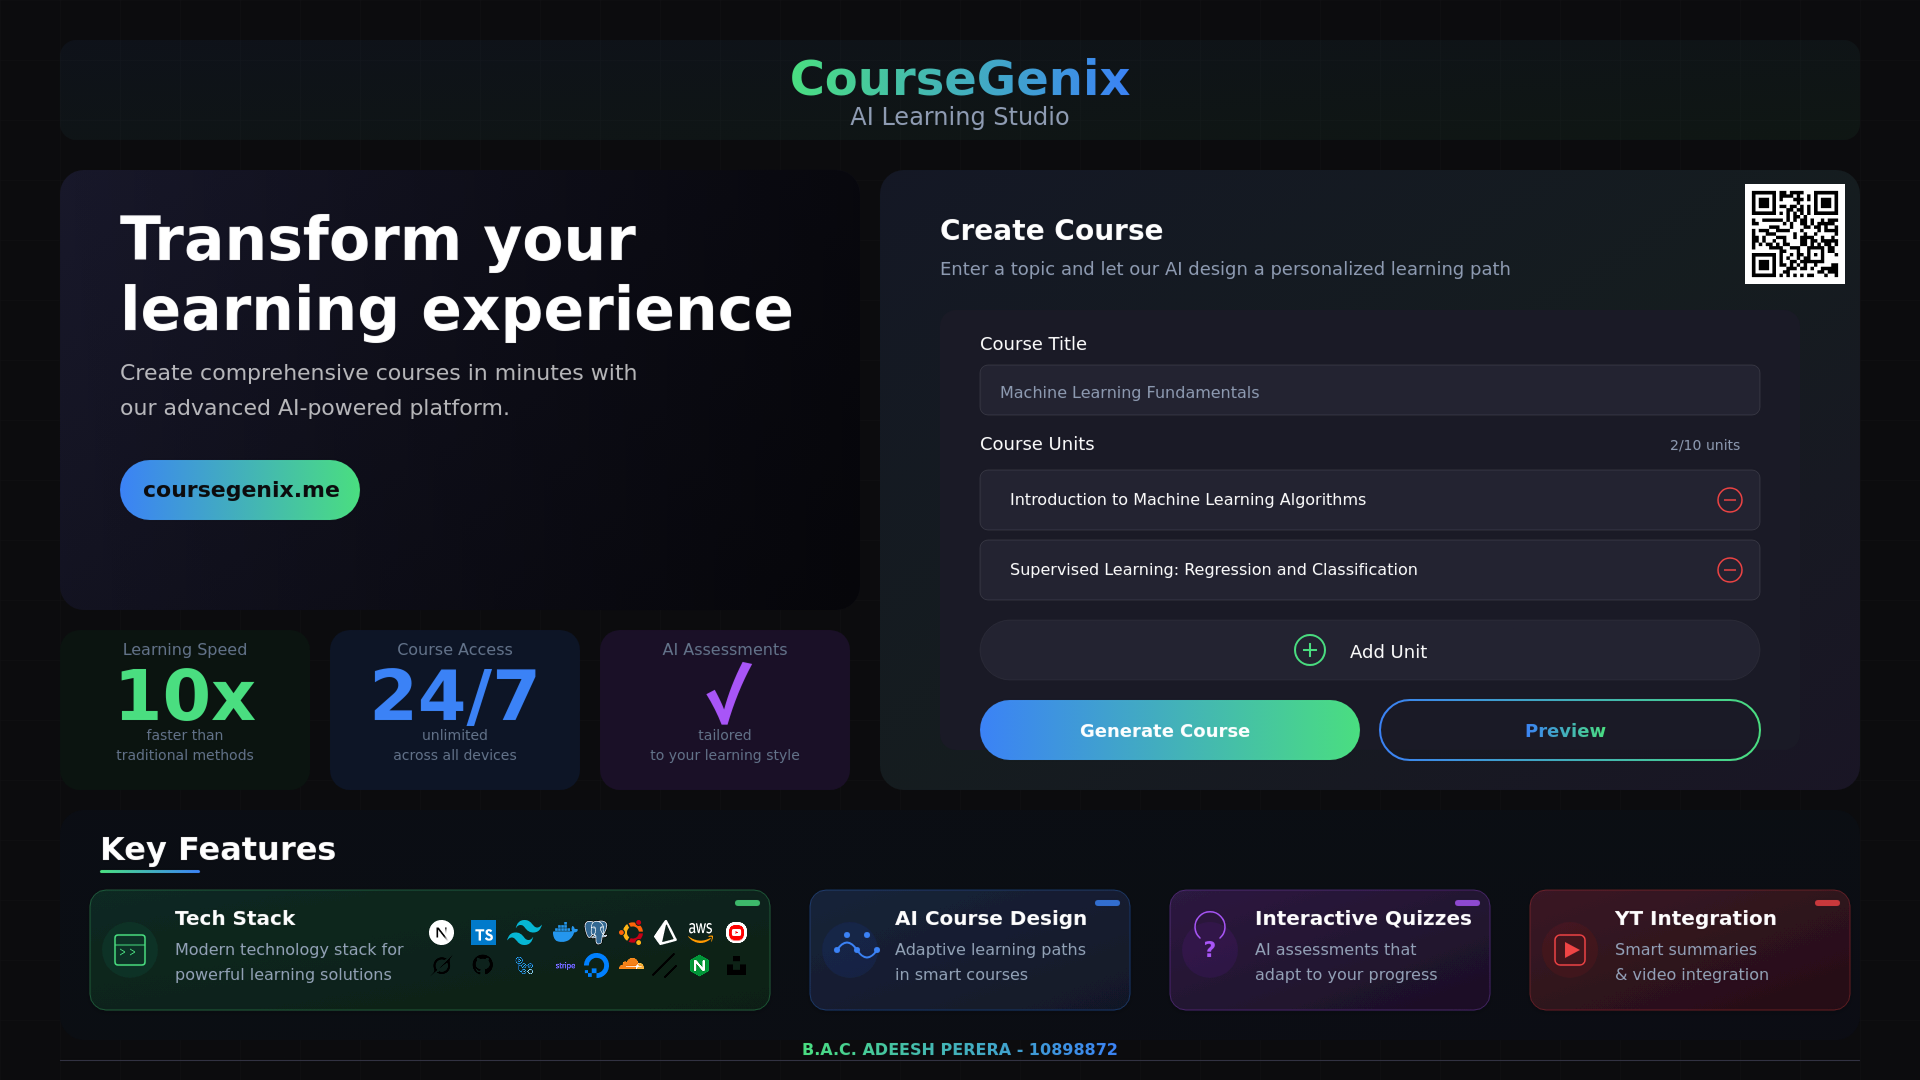 CourseGenix
AI Learning Studio
Transform your
learning experience
Create comprehensive courses in minutes with
our advanced AI-powered platform.
coursegenix.me
Learning Speed
10x
faster than
traditional methods
Course Access
24/7
unlimited
across all devices
AI Assessments
√
tailored
to your learning style
Create Course
Enter a topic and let our AI design a personalized learning path
Course Title
Machine Learning Fundamentals
Course Units
2/10 units
Introduction to Machine Learning Algorithms
Supervised Learning: Regression and Classification
Add Unit
Generate Course
Preview
Key Features
Tech Stack
Modern technology stack for
powerful learning solutions
N
TS
aws
stripe
N
AI Course Design
Adaptive learning paths
in smart courses
?
Interactive Quizzes
AI assessments that
adapt to your progress
YT Integration
Smart summaries
& video integration
B.A.C. ADEESH PERERA - 10898872